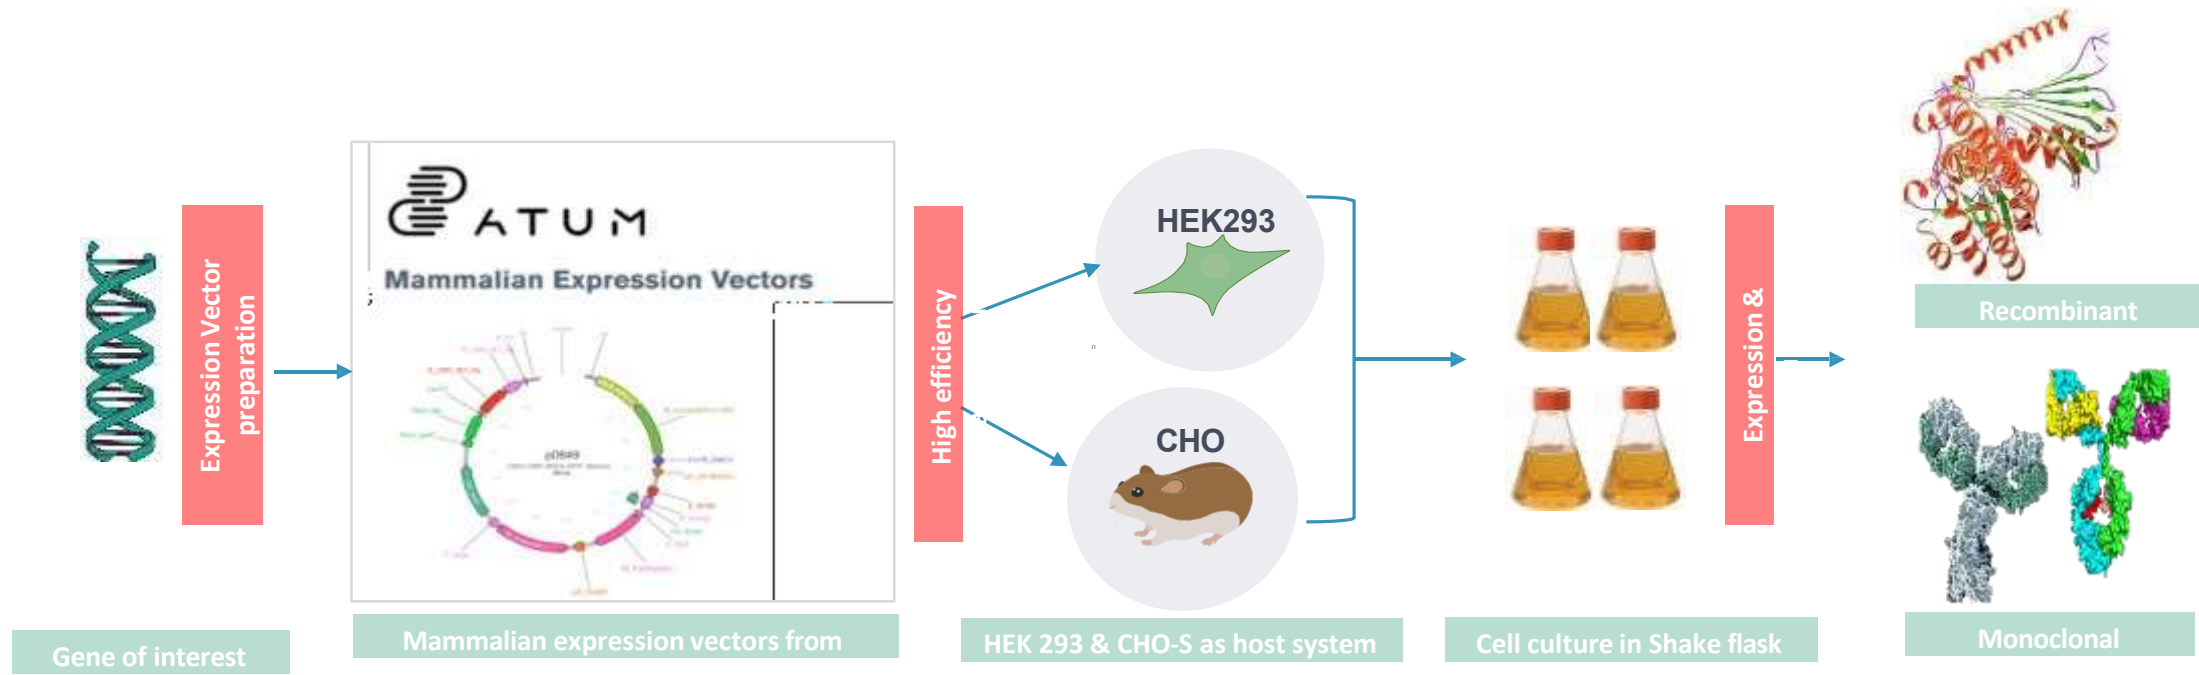 Gene of interest
Expression Vector
preparation
ATUM
Mammalian Expression Vectors
pD649
Mammalian expression vectors from
High efficiency
HEK293
CHO
HEK 293 & CHO-S as host system
Cell culture in Shake flask
Expression &
Recombinant
Monoclonal